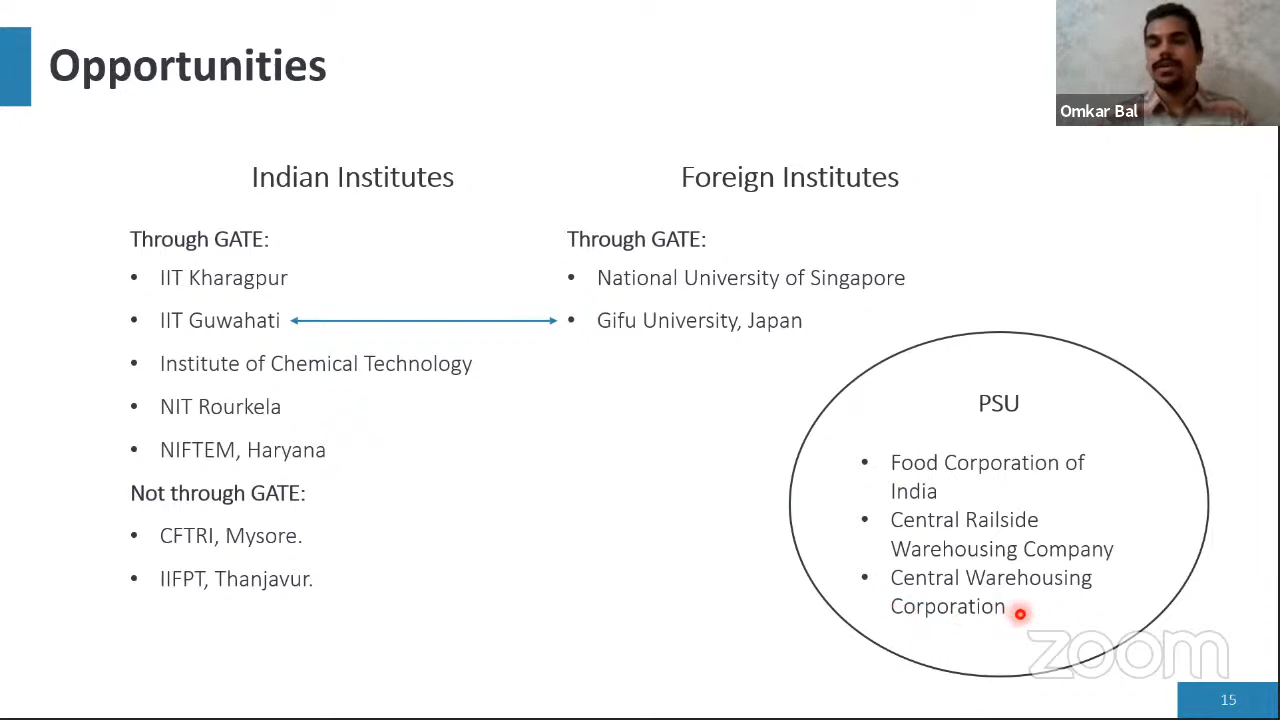 Opportunities
Omkar Bal
Indian Institutes
Through GATE:
• IIT Kharagpur
• IIT Guwahati
• Institute of Chemical Technology
• NIT Rourkela
• NIFTEM, Haryana
Not through GATE:
• CFTRI, Mysore.
• IIFPT, Thanjavur.
Foreign Institutes
Through GATE:
• National University of Singapore
• Gifu University, Japan
PSU
• Food Corporation of
India
• Central Railside
Warehousing Company
• Central Warehousing
Corporation
zoom
15